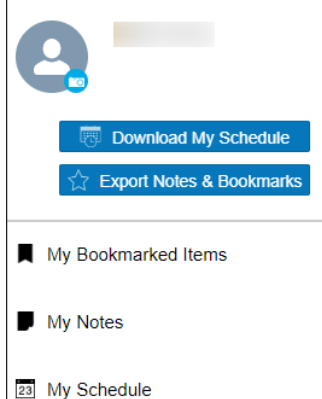 Download My Schedule
Export Notes & Bookmarks
My Bookmarked Items
My Notes
23 My Schedule